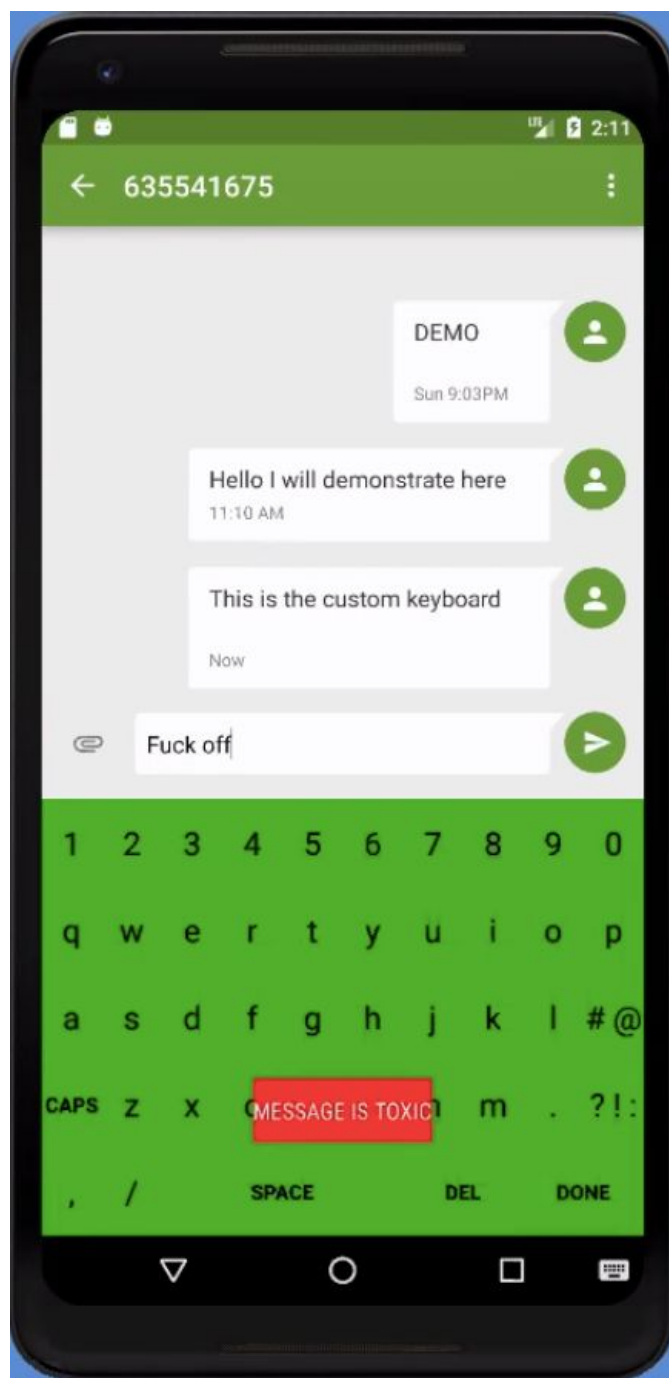 LTE 2:11
635541675
DEMO
Sun 9:03PM
Hello I will demonstrate here
11:10 AM
This is the custom keyboard
Now
Fuck off
1 2 3 4 5 6 7 8 9 0
q w e r t y u i o p
a s d f g h j k l #@
CAPS z x MESSAGE IS TOXIC m . ?!:
, / SPACE DEL DONE